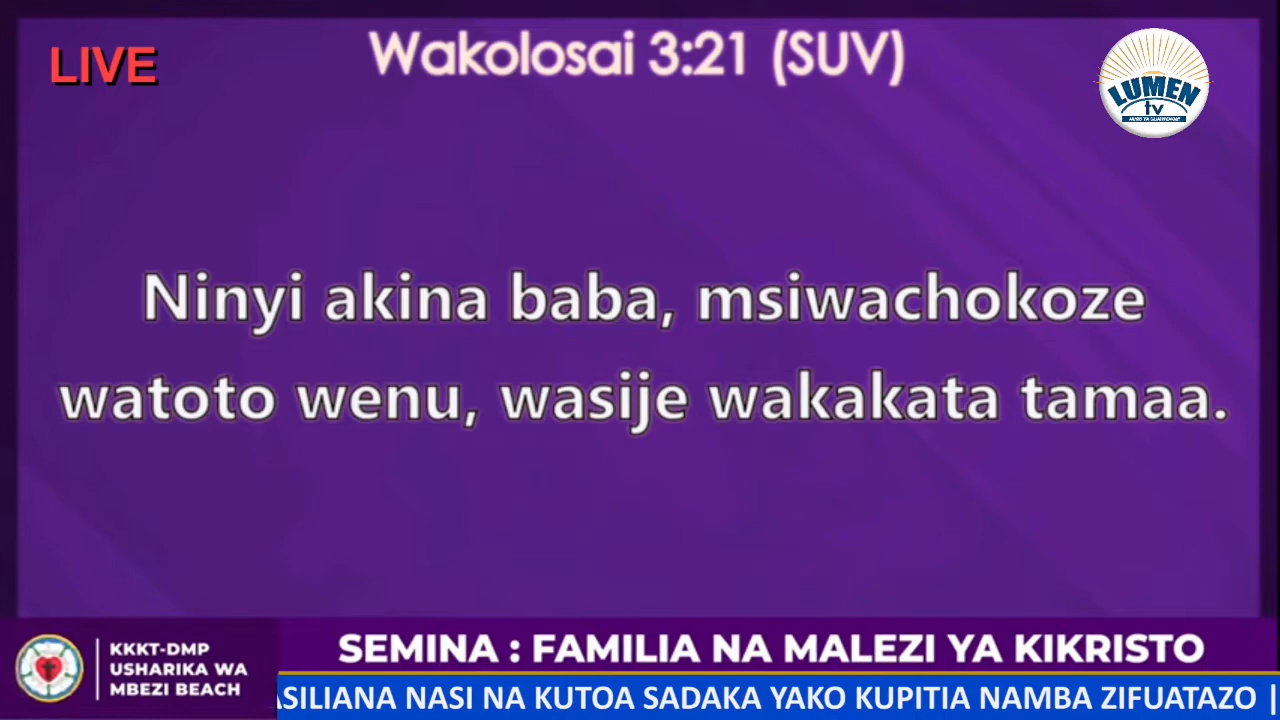 LIVE
Wakolosai 3:21 (SUV)
LUMEN
tv
Ninyi akina baba, msiwachokoze
watoto wenu, wasije wakakata tamaa.
KKKT-DMP
USHARIKA WA
MBEZI BEACH
SEMINA : FAMILIA NA MALEZI YA KIKRISTO
NASI NA KUTOA SADAKA YAKO KUPITIA NAMBA ZIFUATAZO |